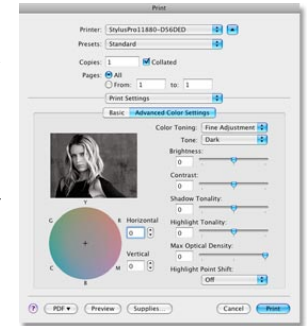 Print
Printer: StylusPro11880-D56DED
Presets: Standard
Copies: 1 Collated
Pages: All
From: 1 to: 1
Print Settings
Basic Advanced Color Settings
Color Toning: Fine Adjustment
Tone: Dark
Brightness:
0
Contrast:
0
Shadow Tonality:
0
Highlight Tonality:
0
Max Optical Density:
0
Highlight Point Shift:
Off
Y
G R
C M
B
Horizontal
0
Vertical
0
? PDF Preview Supplies... Cancel Print